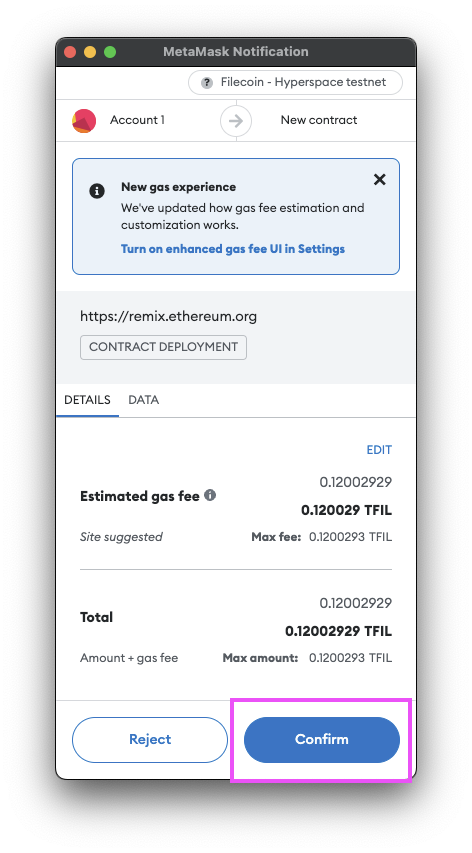 MetaMask Notification
? Filecoin - Hyperspace testnet
Account 1
New contract
New gas experience
We've updated how gas fee estimation and
customization works.
Turn on enhanced gas fee UI in Settings
https://remix.ethereum.org
CONTRACT DEPLOYMENT
DETAILS DATA
EDIT
0.12002929
Estimated gas fee 0.120029 TFIL
Site suggested Max fee: 0.1200293 TFIL
0.12002929
Total 0.12002929 TFIL
Amount + gas fee Max amount: 0.1200293 TFIL
Reject Confirm